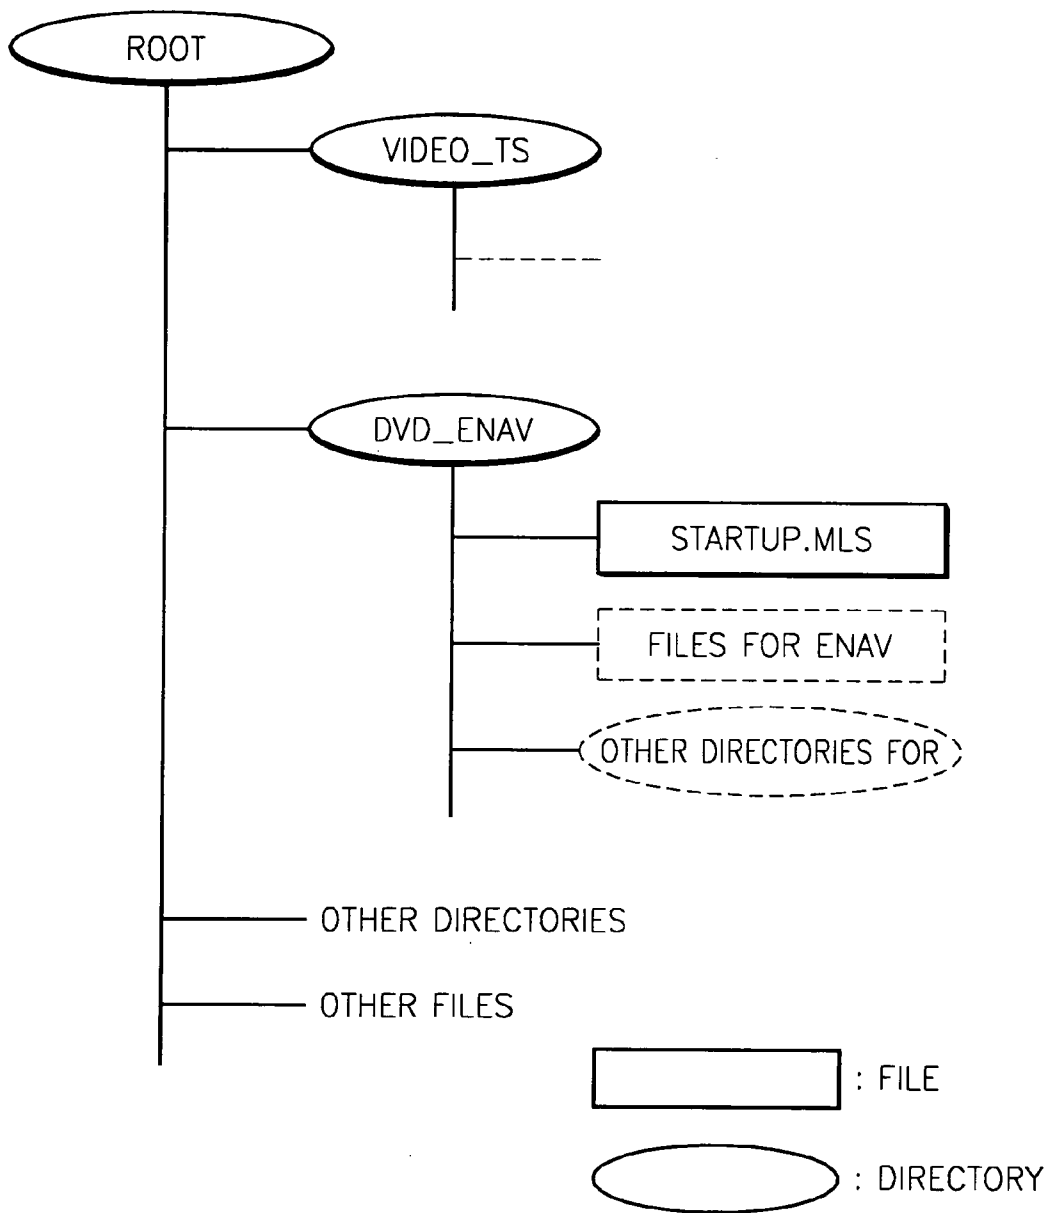 ROOT
VIDEO_TS
DVD_ENAV
STARTUP.MLS
FILES FOR ENAV
OTHER DIRECTORIES FOR
OTHER DIRECTORIES
OTHER FILES
: FILE
: DIRECTORY